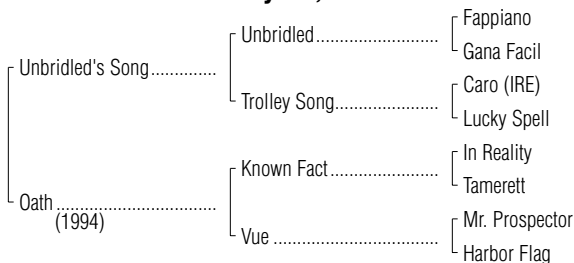 Fappiano
Unbridled
Gana Facil
Unbridled's Song
Caro (IRE)
Trolley Song
Lucky Spell
In Reality
Known Fact
Tamerett
Oath
(1994)
Mr. Prospector
Vue
Harbor Flag